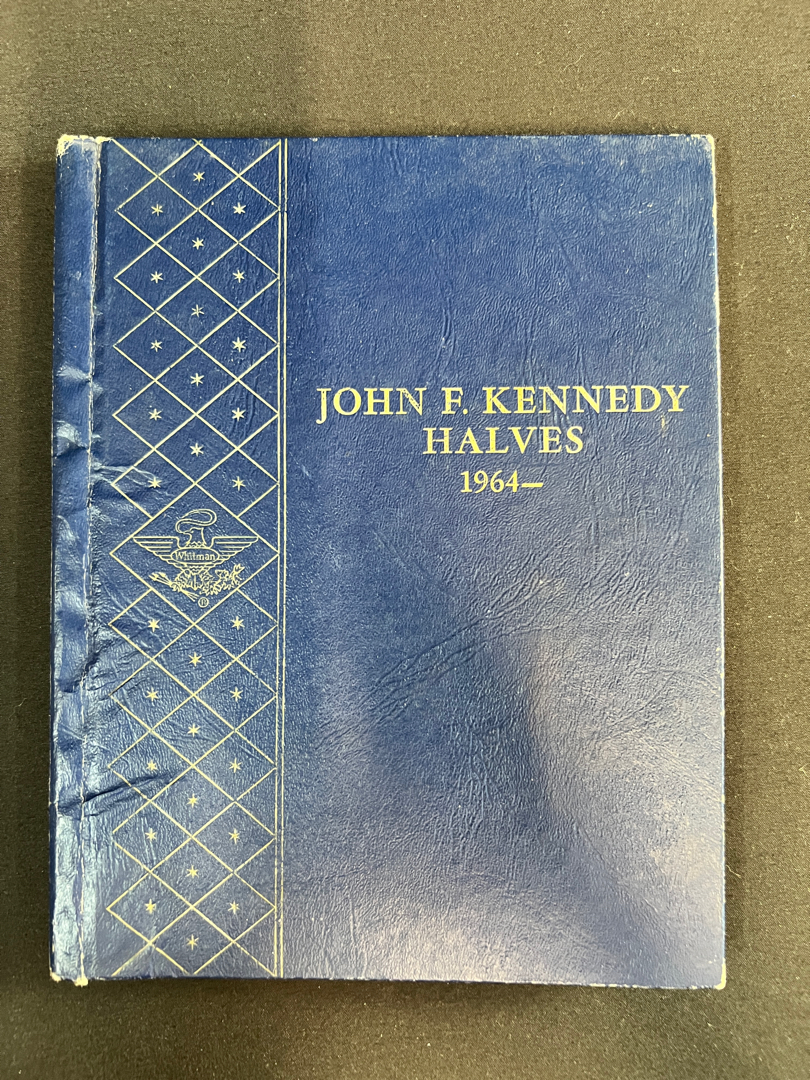 JOHN F. KENNEDY
HALVES
1964—
Whitman
®